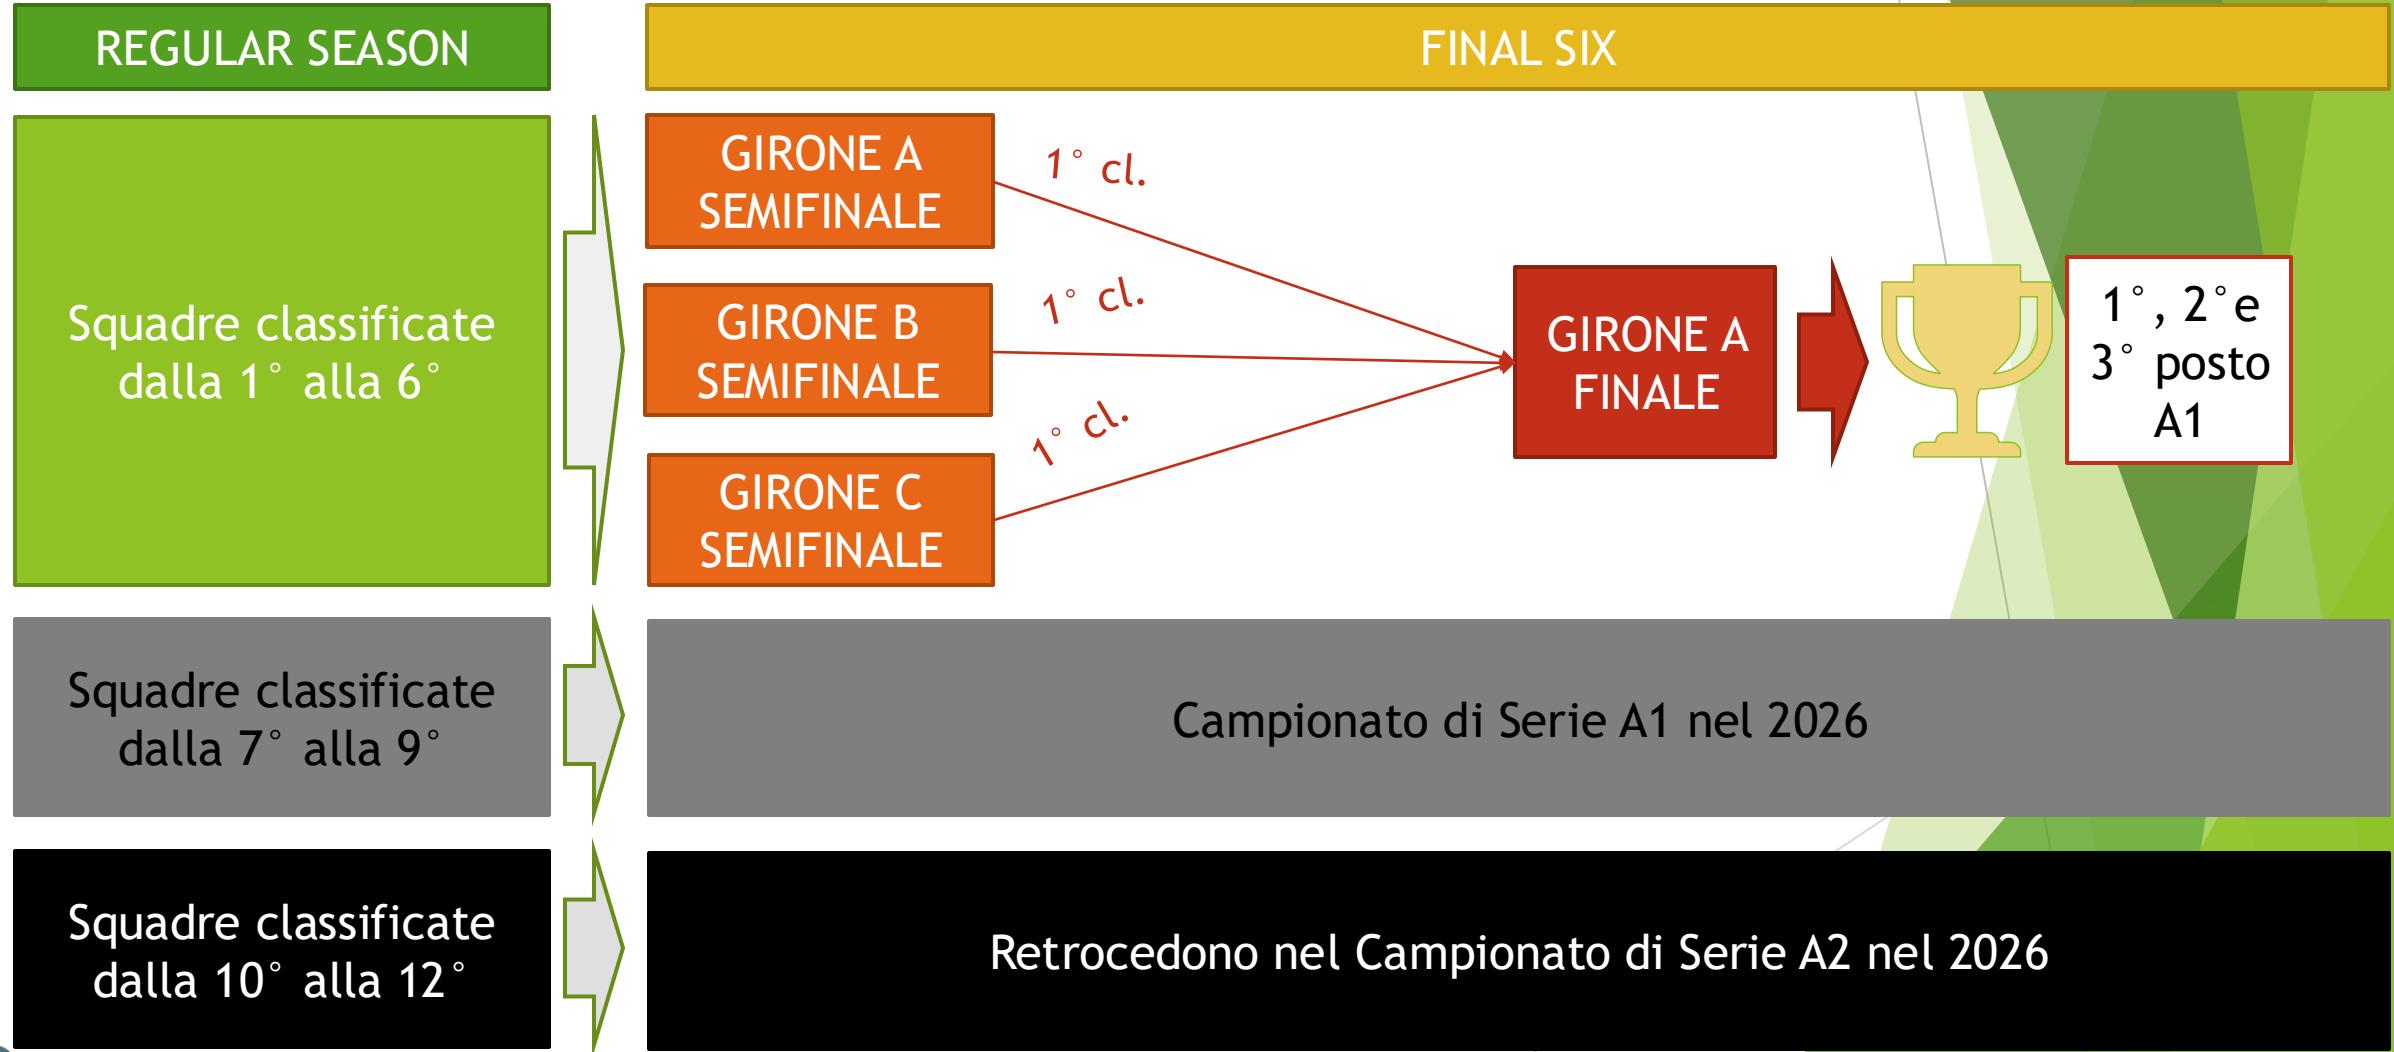 REGULAR SEASON
FINAL SIX
Squadre classificate
dalla 1° alla 6°
GIRONE A
SEMIFINALE
1° cl.
GIRONE B
SEMIFINALE
1° cl.
GIRONE C
SEMIFINALE
1° cl.
GIRONE A
FINALE
1°, 2°e
3° posto
A1
Squadre classificate
dalla 7° alla 9°
Campionato di Serie A1 nel 2026
Squadre classificate
dalla 10° alla 12°
Retrocedono nel Campionato di Serie A2 nel 2026